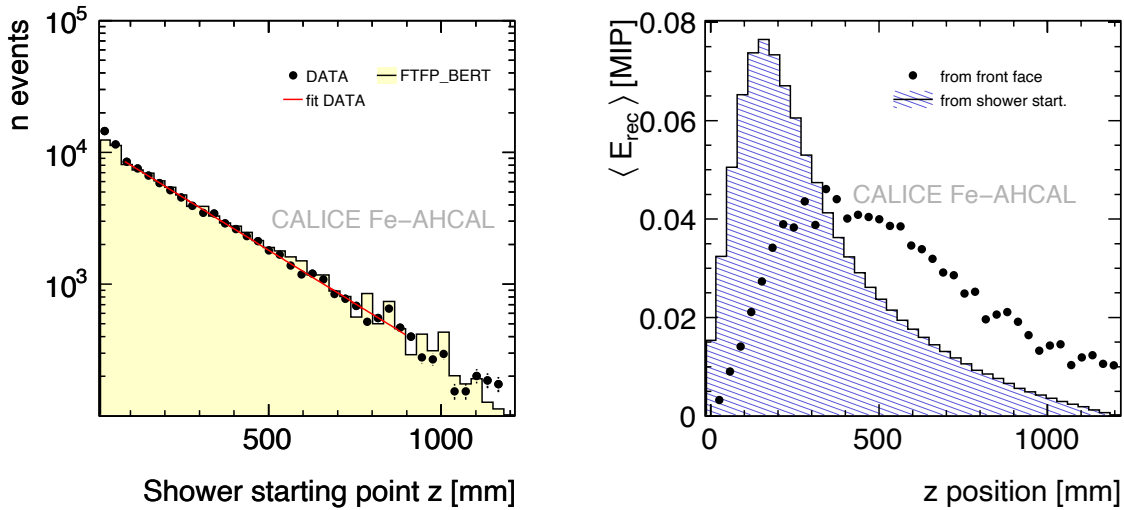 10^5
10^4
10^3
n events
DATA FTFP_BERT
fit DATA
CALICE Fe−AHCAL
500 1000
Shower starting point z [mm]
0.08
0.06
0.04
0.02
0
⟨ E_rec ⟩ [MIP]
from front face
from shower start.
CALICE Fe−AHCAL
0 500 1000
z position [mm]